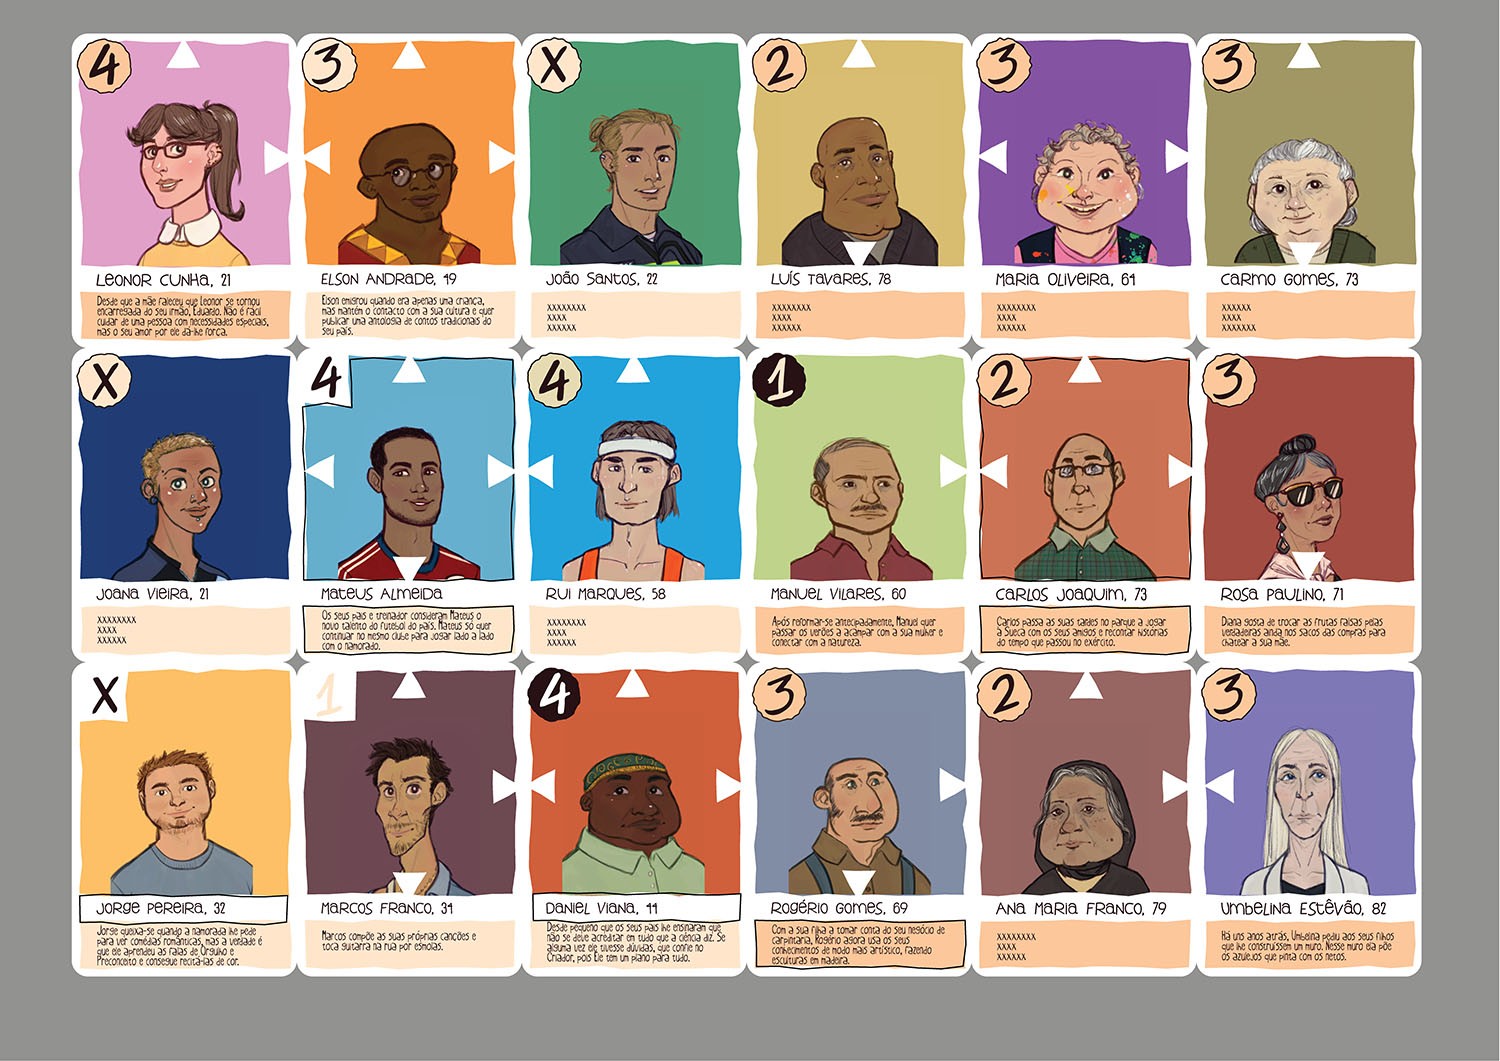 4
3
X
2
3
3
Leonor Cunha, 21
Elson Andrade, 49
João Santos, 22
Luís Tavares, 78
Maria Oliveira, 64
Carmo Gomes, 73
Desde que a mãe faleceu que Leonor se tornou
encarregada do seu irmão, Eduardo. Não é fácil
cuidar de uma pessoa com necessidades especiais,
mas o seu amor por ele dá-lhe força.
Elson emigrou quando era apenas uma criança,
mas mantém o contacto com a sua cultura e quer
publicar uma antologia de contos tradicionais do
seu país.
xxxxxxxx
xxxx
xxxxxx
xxxxxxxx
xxxx
xxxxxx
xxxxxxxx
xxxx
xxxxxx
xxxxxx
xxxx
xxxxxxx
X
4
4
1
2
3
Joana Vieira, 21
Mateus Almeida
Rui Marques, 58
Manuel Vilares, 60
Carlos Joaquim, 73
Rosa Paulino, 71
xxxxxxxx
xxxx
xxxxxx
Os seus pais e treinador consideram Mateus o
novo talento do futebol do país. Mateus só quer
continuar no mesmo clube para jogar lado a lado
com o namorado.
xxxxxxxx
xxxx
xxxxxx
Após reformar-se antecipadamente, Manuel quer
passar os verões a acampar com a sua mulher e
conectar com a natureza.
Carlos passa as suas tardes no parque a jogar
à Sueca com os seus amigos e recontar histórias
do tempo que passou no exército.
Diana gosta de trocar as frutas falsas pelas
verdadeiras ainda nos sacos das compras para
chatear a sua mãe.
X
1
4
3
2
3
Jorge Pereira, 32
Marcos Franco, 34
Daniel Viana, 44
Rogério Gomes, 69
Ana Maria Franco, 79
Umbelina Estêvão, 82
Jorge queixa-se quando a namorada lhe pede
para ver comédias românticas, mas a verdade é
que ele aprendeu as falas de Orgulho e
Preconceito e consegue recitá-las de cor.
Marcos compõe as suas próprias canções e
toca guitarra na rua por esmolas.
Desde pequeno que os seus pais lhe ensinaram que
não se deve acreditar em tudo que a ciência diz. Se
alguma vez ele tivesse dúvidas, que confie no
Criador, pois Ele tem um plano para tudo.
Com a sua filha a tomar conta do seu negócio de
carpintaria, Rogério agora usa os seus
conhecimentos de modo mais artístico, fazendo
esculturas em madeira.
xxxxxxxx
xxxx
xxxxxx
Há uns anos atrás, Umbelina pediu aos seus filhos
que lhe construíssem um muro. Nesse muro ela põe
os azulejos que pinta com os netos.